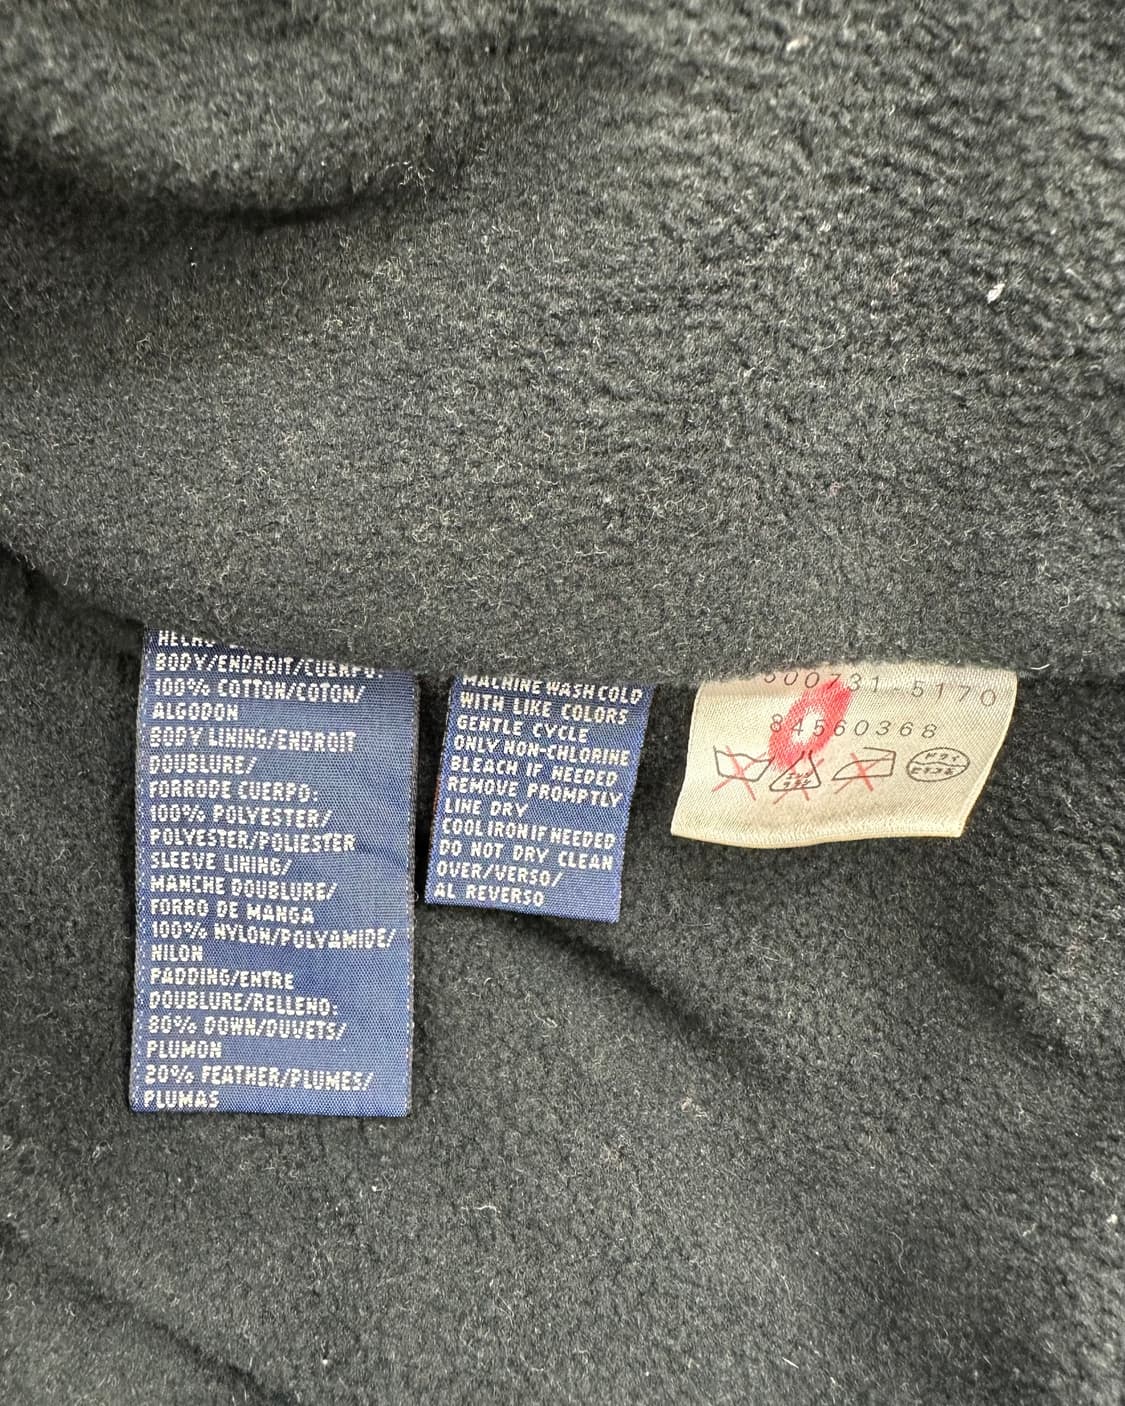 BODY/ENDROIT/CUERPO:
100% COTTON/COTON/
ALGODON
BODY LINING/ENDROIT
DOUBLURE/
FORRODE CUERPO:
100% POLYESTER/
POLYESTER/POLIESTER
SLEEVE LINING/
MANCHE DOUBLURE/
FORRO DE MANGA
100% NYLON/POLYAMIDE/
NILON
PADDING/ENTRE
DOUBLURE/RELLENO:
80% DOWN/DUVETS/
PLUMON
20% FEATHER/PLUMES/
PLUMAS
MACHINE WASH COLD
WITH LIKE COLORS
GENTLE CYCLE
ONLY NON-CHLORINE
BLEACH IF NEEDED
REMOVE PROMPTLY
LINE DRY
COOL IRON IF NEEDED
DO NOT DRY CLEAN
OVER/VERSO/
AL REVERSO
500731-5170
84560368